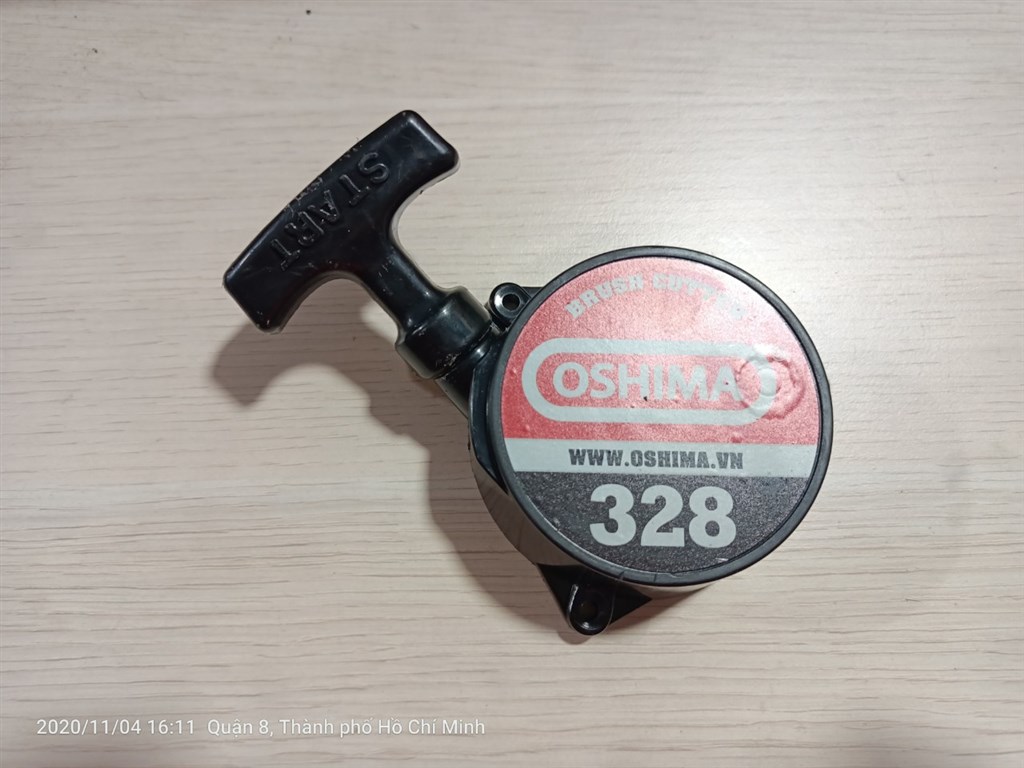 START
BRUSH CUTTER
OSHIMA
WWW.OSHIMA.VN
328
2020/11/04 16:11 Quận 8, Thành phố Hồ Chí Minh